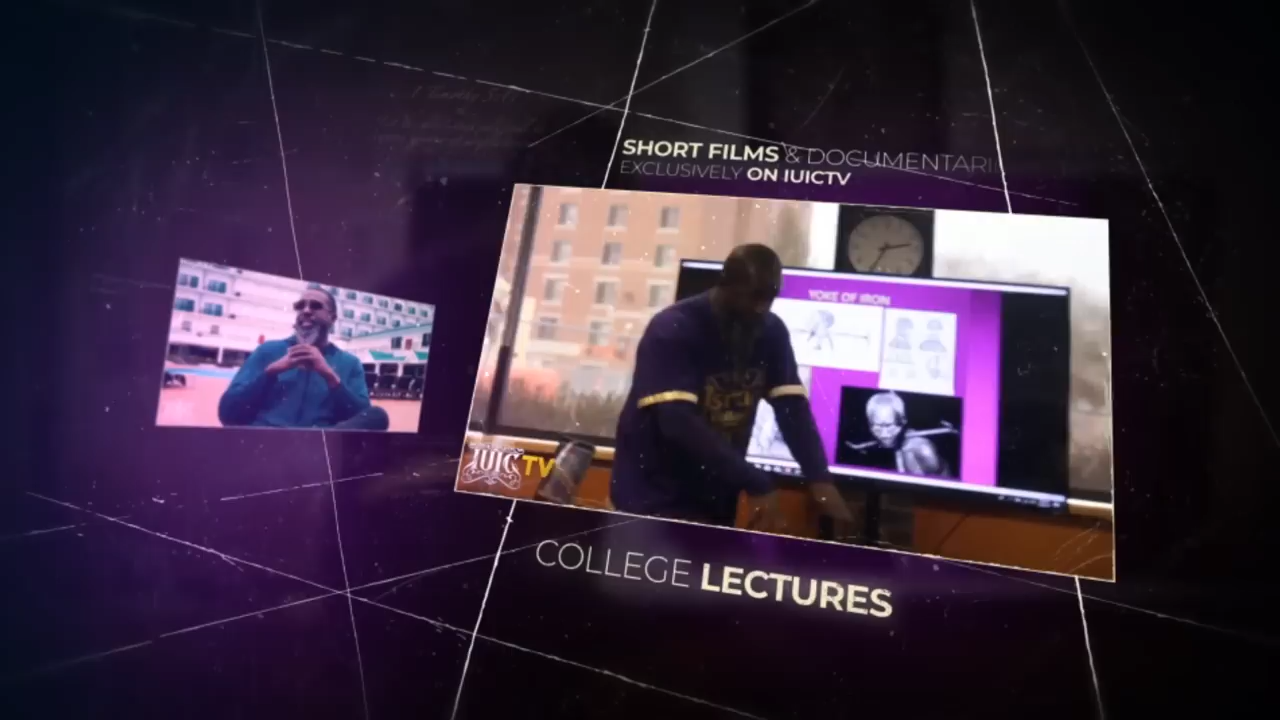 SHORT FILMS & DOCUMENTARI
EXCLUSIVELY ON IUICTV
YOKE OF IRON
IUIC TV
COLLEGE LECTURES